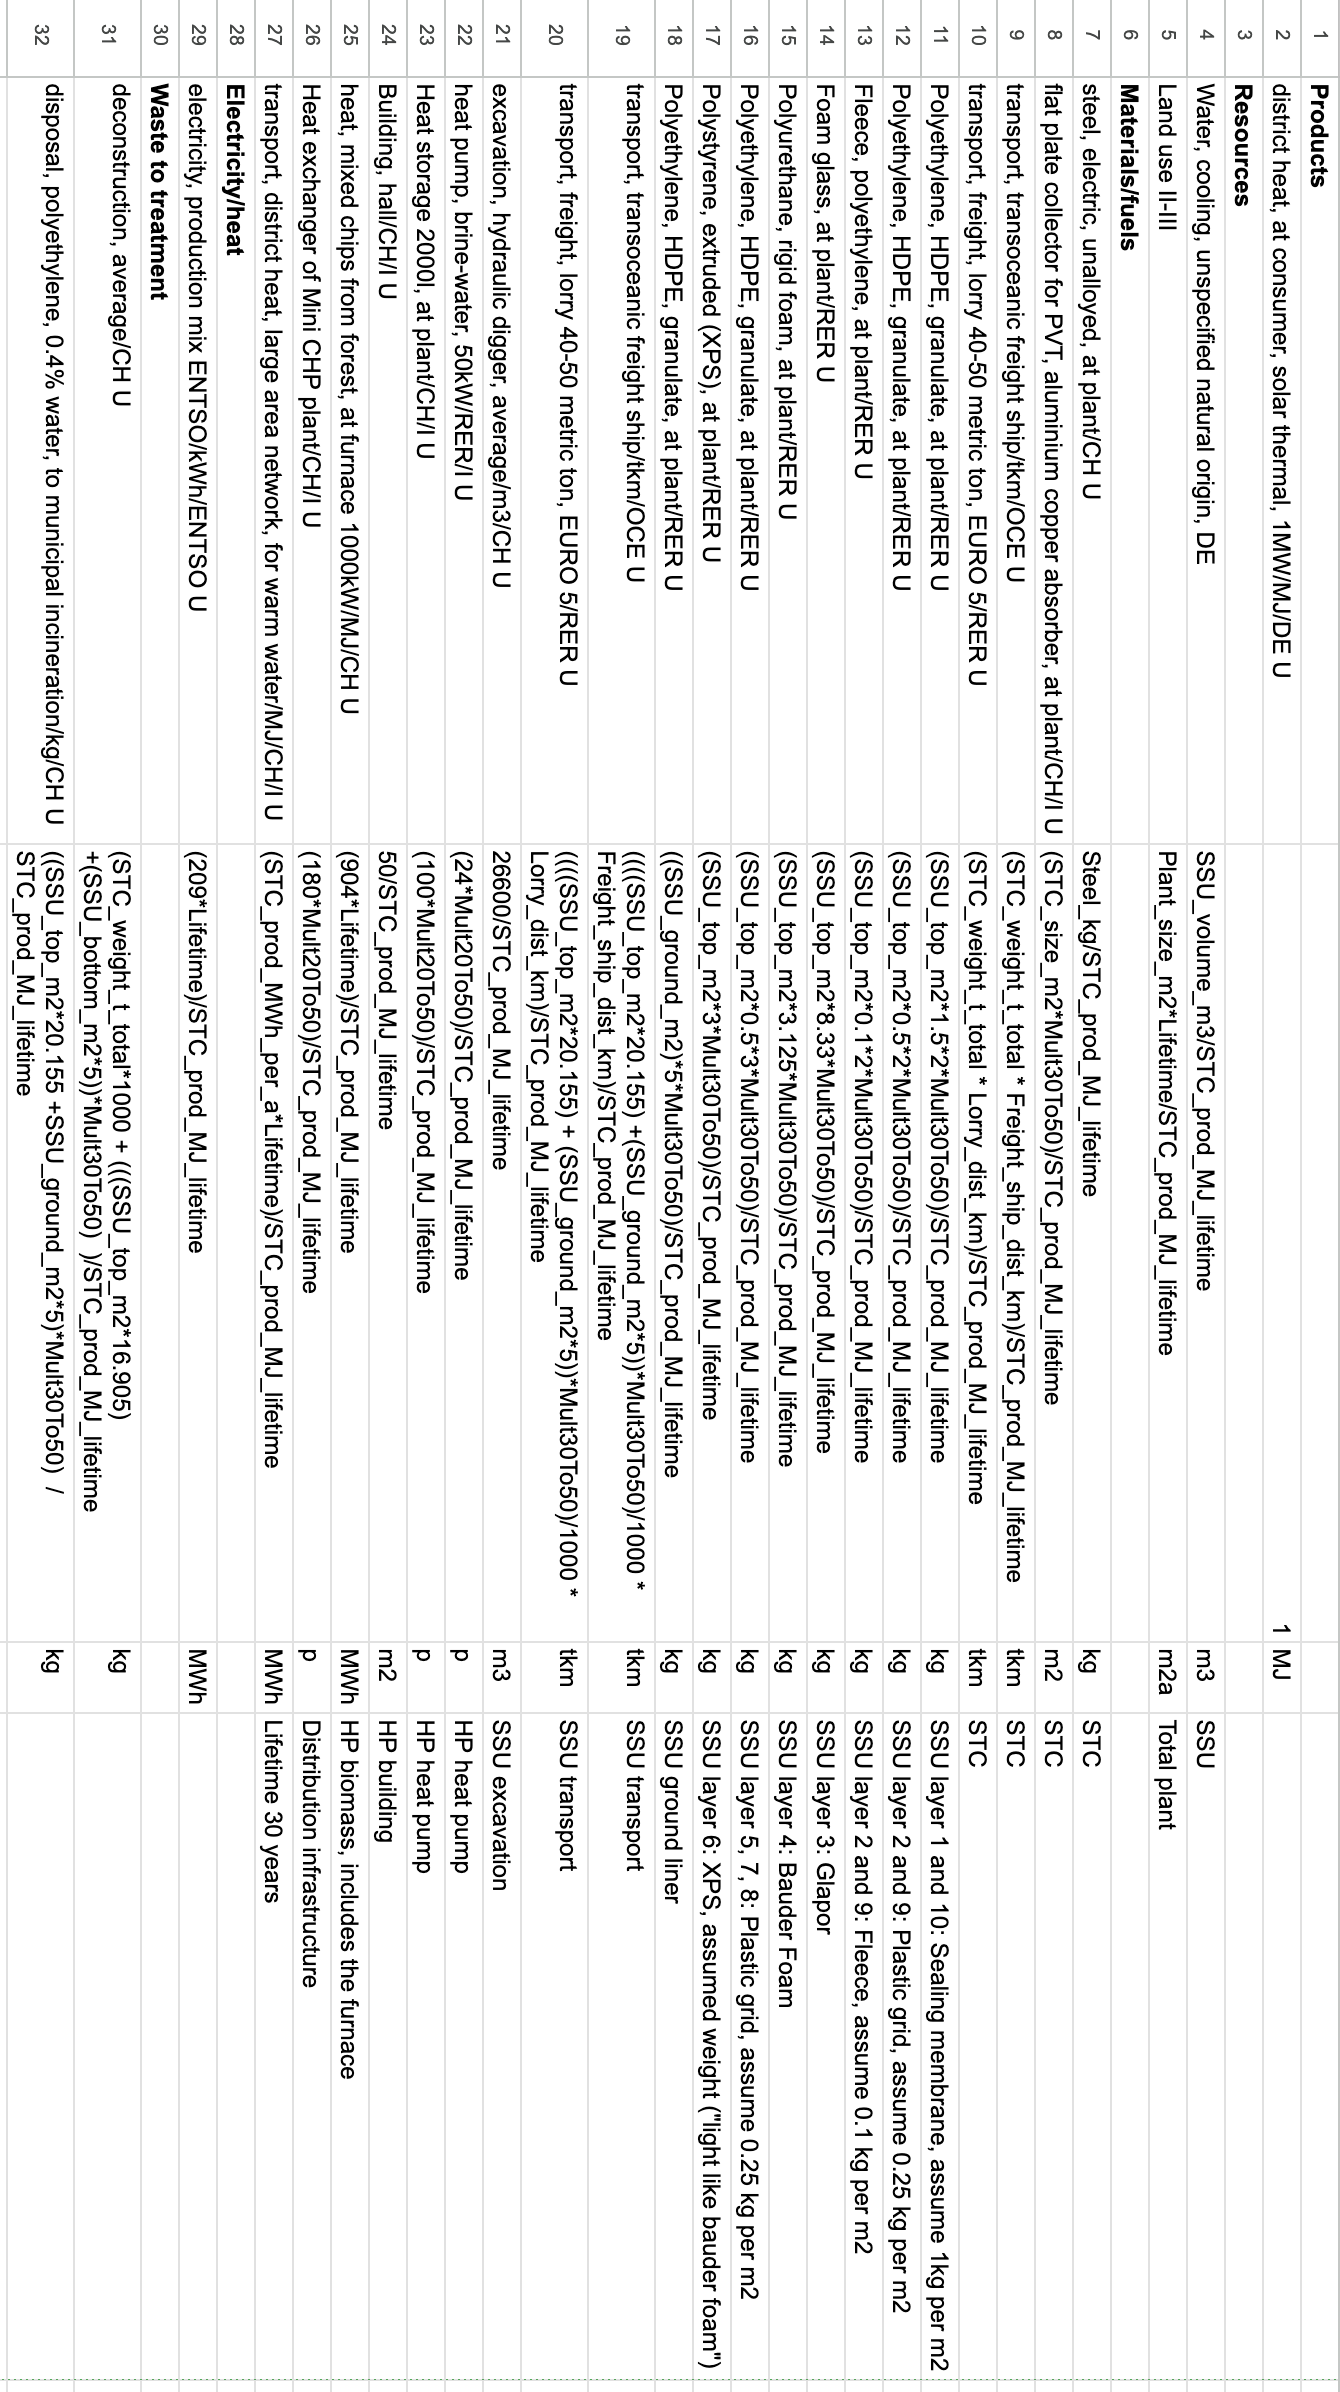 1 Products
2 district heat, at consumer, solar thermal, 1MW/MJ/DE U 1 MJ
3 Resources
4 Water, cooling, unspecified natural origin, DE SSU_volume_m3/STC_prod_MJ_lifetime m3 SSU
5 Land use II-III Plant_size_m2*Lifetime/STC_prod_MJ_lifetime m2a Total plant
6 Materials/fuels
7 steel, electric, unalloyed, at plant/CH U Steel_kg/STC_prod_MJ_lifetime kg STC
8 flat plate collector for PVT, aluminium copper absorber, at plant/CH/I U (STC_size_m2*Mult30To50)/STC_prod_MJ_lifetime m2 STC
9 transport, transoceanic freight ship/tkm/OCE U (STC_weight_t_total * Freight_ship_dist_km)/STC_prod_MJ_lifetime tkm STC
10 transport, freight, lorry 40-50 metric ton, EURO 5/RER U (STC_weight_t_total * Lorry_dist_km)/STC_prod_MJ_lifetime tkm STC
11 Polyethylene, HDPE, granulate, at plant/RER U (SSU_top_m2*1.5*2*Mult30To50)/STC_prod_MJ_lifetime kg SSU layer 1 and 10: Sealing membrane, assume 1kg per m2
12 Polyethylene, HDPE, granulate, at plant/RER U (SSU_top_m2*0.5*2*Mult30To50)/STC_prod_MJ_lifetime kg SSU layer 2 and 9: Plastic grid, assume 0.25 kg per m2
13 Fleece, polyethylene, at plant/RER U (SSU_top_m2*0.1*2*Mult30To50)/STC_prod_MJ_lifetime kg SSU layer 2 and 9: Fleece, assume 0.1 kg per m2
14 Foam glass, at plant/RER U (SSU_top_m2*8.33*Mult30To50)/STC_prod_MJ_lifetime kg SSU layer 3: Glapor
15 Polyurethane, rigid foam, at plant/RER U (SSU_top_m2*3.125*Mult30To50)/STC_prod_MJ_lifetime kg SSU layer 4: Bauder Foam
16 Polyethylene, HDPE, granulate, at plant/RER U (SSU_top_m2*0.5*3*Mult30To50)/STC_prod_MJ_lifetime kg SSU layer 5, 7, 8: Plastic grid, assume 0.25 kg per m2
17 Polystyrene, extruded (XPS), at plant/RER U (SSU_top_m2*3*Mult30To50)/STC_prod_MJ_lifetime kg SSU layer 6: XPS, assumed weight ("light like bauder foam")
18 Polyethylene, HDPE, granulate, at plant/RER U ((SSU_ground_m2)*5*Mult30To50)/STC_prod_MJ_lifetime kg SSU ground liner
19 transport, transoceanic freight ship/tkm/OCE U ((((SSU_top_m2*20.155) +(SSU_ground_m2*5))*Mult30To50)/1000 *
Freight_ship_dist_km)/STC_prod_MJ_lifetime tkm SSU transport
20 transport, freight, lorry 40-50 metric ton, EURO 5/RER U ((((SSU_top_m2*20.155) + (SSU_ground_m2*5))*Mult30To50)/1000 *
Lorry_dist_km)/STC_prod_MJ_lifetime tkm SSU transport
21 excavation, hydraulic digger, average/m3/CH U 26600/STC_prod_MJ_lifetime m3 SSU excavation
22 heat pump, brine-water, 50kW/RER/I U (24*Mult20To50)/STC_prod_MJ_lifetime p HP heat pump
23 Heat storage 2000l, at plant/CH/I U (100*Mult20To50)/STC_prod_MJ_lifetime p HP heat pump
24 Building, hall/CH/I U 50/STC_prod_MJ_lifetime m2 HP building
25 heat, mixed chips from forest, at furnace 1000kW/MJ/CH U (904*Lifetime)/STC_prod_MJ_lifetime MWh HP biomass, includes the furnace
26 Heat exchanger of Mini CHP plant/CH/I U (180*Mult20To50)/STC_prod_MJ_lifetime p Distribution infrastructure
27 transport, district heat, large area network, for warm water/MJ/CH/I U (STC_prod_MWh_per_a*Lifetime)/STC_prod_MJ_lifetime MWh Lifetime 30 years
28 Electricity/heat
29 electricity, production mix ENTSO/kWh/ENTSO U (209*Lifetime)/STC_prod_MJ_lifetime MWh
30 Waste to treatment
31 deconstruction, average/CH U (STC_weight_t_total*1000 + (((SSU_top_m2*16.905)
+(SSU_bottom_m2*5))*Mult30To50) )/STC_prod_MJ_lifetime kg
32 disposal, polyethylene, 0.4% water, to municipal incineration/kg/CH U ((SSU_top_m2*20.155 +SSU_ground_m2*5)*Mult30To50) /
STC_prod_MJ_lifetime kg